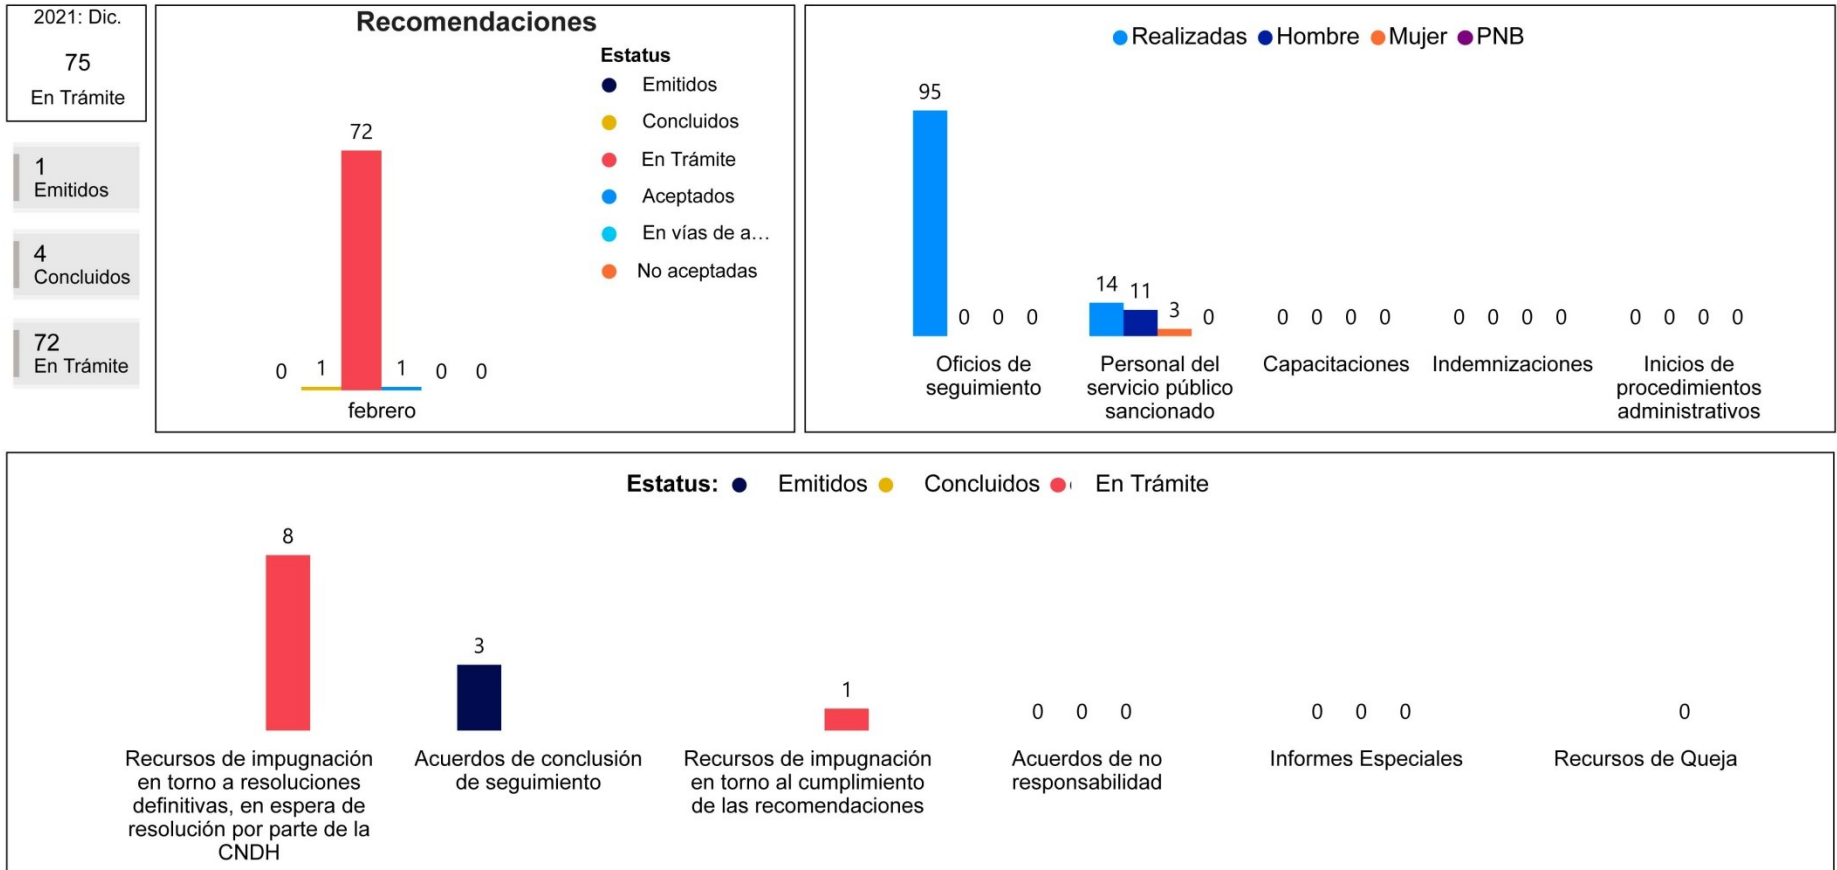 2021: Dic.
75
En Trámite
1
Emitidos
4
Concluidos
72
En Trámite
Recomendaciones
Estatus
Emitidos
Concluidos
En Trámite
Aceptados
En vías de a...
No aceptadas
0 1 72 1 0 0
febrero
Realizadas Hombre Mujer PNB
95 0 0 0
14 11 3 0
0 0 0 0
0 0 0 0
0 0 0 0
Oficios de
seguimiento
Personal del
servicio público
sancionado
Capacitaciones
Indemnizaciones
Inicios de
procedimientos
administrativos
Estatus: Emitidos Concluidos En Trámite
8
3
1
0 0 0
0 0 0
0
Recursos de impugnación
en torno a resoluciones
definitivas, en espera de
resolución por parte de la
CNDH
Acuerdos de conclusión
de seguimiento
Recursos de impugnación
en torno al cumplimiento
de las recomendaciones
Acuerdos de no
responsabilidad
Informes Especiales
Recursos de Queja